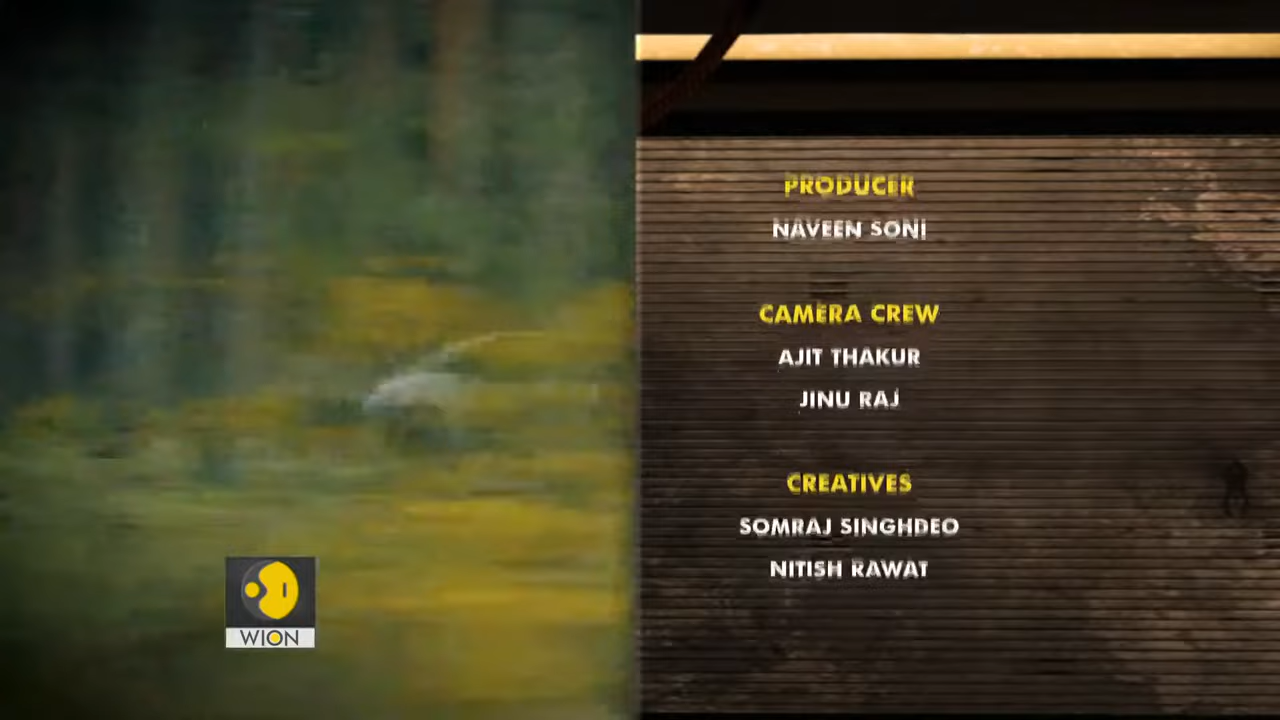 PRODUCER
NAVEEN SONI
CAMERA CREW
AJIT THAKUR
JINU RAJ
CREATIVES
SOMRAJ SINGHDEO
NITISH RAWAT
WION